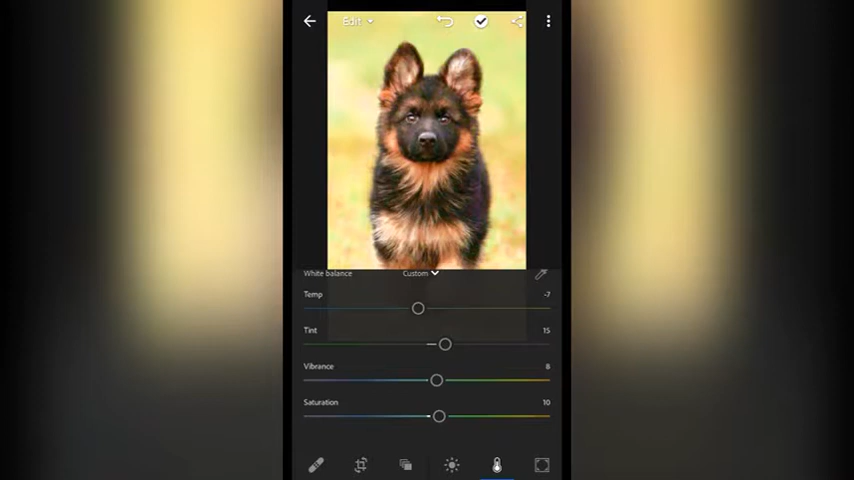 Edit
White balance Custom
Temp -7
Tint 15
Vibrance 8
Saturation 10